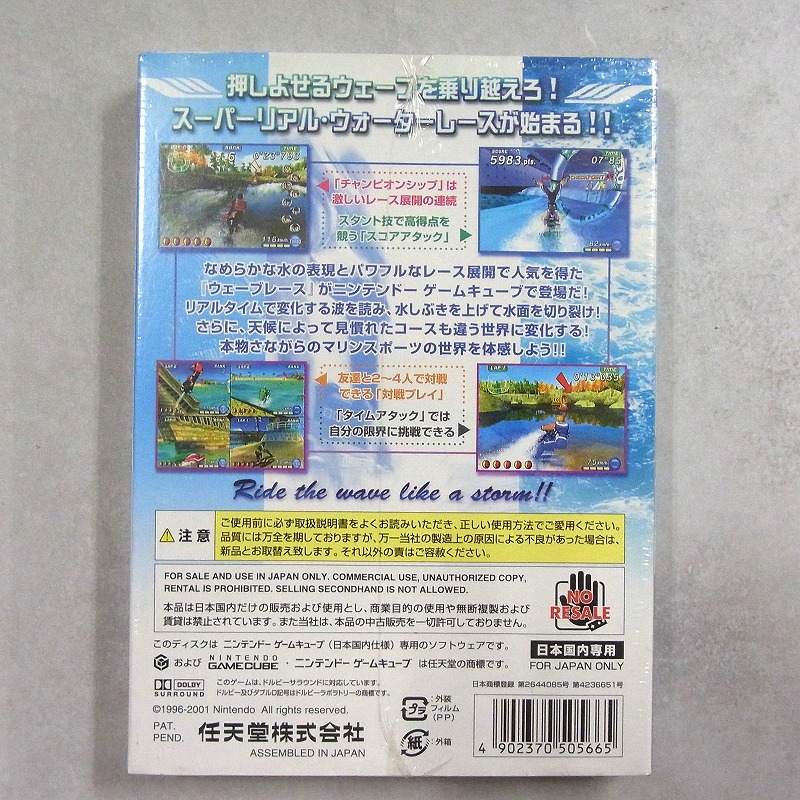 押しよせるウェーブを乗り越えろ！
スーパーリアル・ウォーターレースが始まる！！
RANK
TIME
6
0'23"793
116km/h
SCORE
5983pts.
TIME
07"85
82km/h
「チャンピオンシップ」は
激しいレース展開の連続
スタント技で高得点を
競う「スコアアタック」
なめらかな水の表現とパワフルなレース展開で人気を得た
『ウェーブレース』がニンテンドー ゲームキューブで登場だ！
リアルタイムで変化する波を読み、水しぶきを上げて水面を切り裂け！
さらに、天候によって見慣れたコースも違う世界に変化する！
本物さながらのマリンスポーツの世界を体感しよう！！
LAP 2
RANK
LAP 1
RANK
友達と2〜4人で対戦
できる「対戦プレイ」
「タイムアタック」では
自分の限界に挑戦できる
LAP 1
TIME
0'13"035
75km/h
Ride the wave like a storm!!
注意
ご使用前に必ず取扱説明書をよくお読みいただき、正しい使用方法でご愛用ください。
品質には万全を期しておりますが、万一当社の製造上の原因による不良があった場合は、
新品とお取替え致します。それ以外の責はご容赦ください。
FOR SALE AND USE IN JAPAN ONLY. COMMERCIAL USE, UNAUTHORIZED COPY,
RENTAL IS PROHIBITED. SELLING SECONDHAND IS NOT ALLOWED.
本品は日本国内だけの販売および使用とし、商業目的の使用や無断複製および
賃貸は禁止されています。また当社は、本品の中古販売を一切許可しておりません。
NO
RESALE
このディスクは ニンテンドー ゲームキューブ（日本国内仕様）専用のソフトウェアです。
および NINTENDO GAMECUBE ・ ニンテンドー ゲームキューブ は任天堂の商標です。
日本国内専用
FOR JAPAN ONLY
DOLBY
SURROUND
このゲームは、ドルビーサラウンドに対応しています。
ドルビー及びダブルD記号はドルビーラボラトリーの商標です。
日本商標登録 第2644085号 第4236651号
©1996-2001 Nintendo All rights reserved.
PAT.
PEND.
任天堂株式会社
ASSEMBLED IN JAPAN
プラ
：外装
フィルム
（PP）
紙
：外箱
4 902370 505665